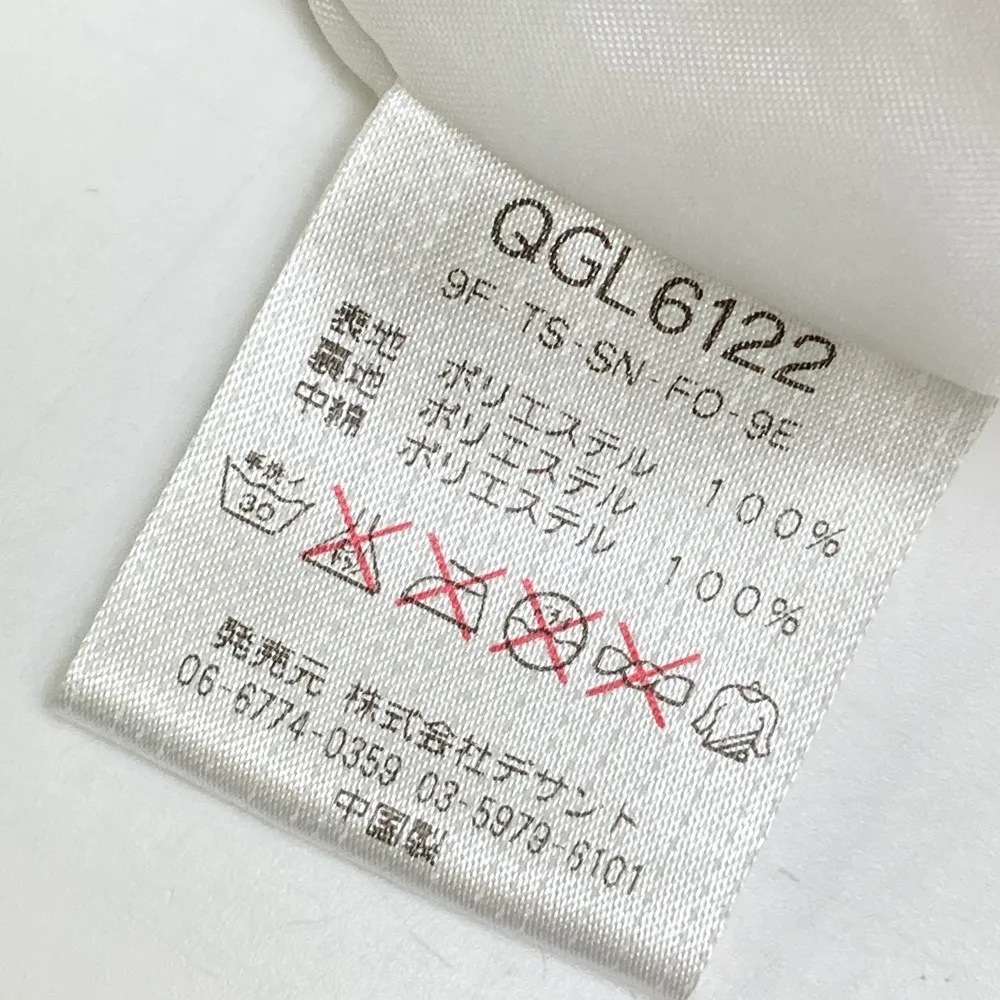 QGL6122
9F-TS-SN-FO-9E
表地 ポリエステル 100%
裏地 ポリエステル
中綿 ポリエステル 100%
手洗イ
30
発売元 株式会社デサント
06-6774-0359 03-5979-6101
中国製